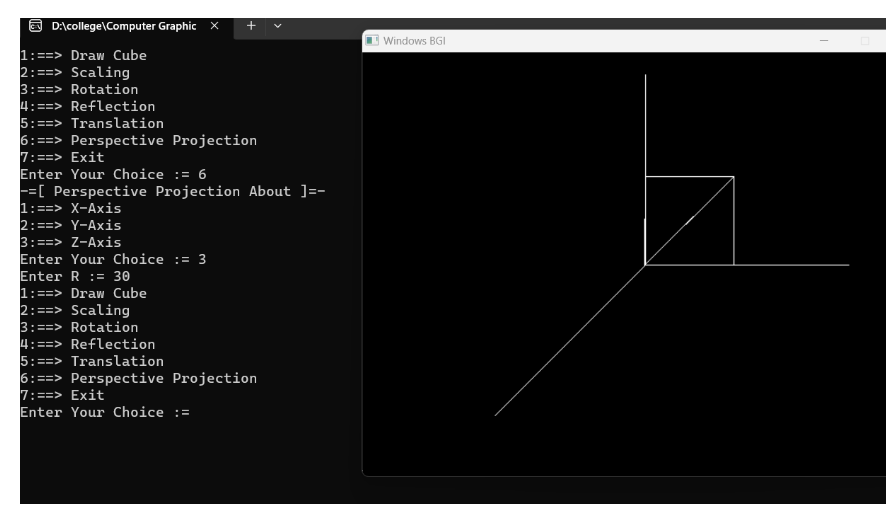 D:\college\Computer Graphic
Windows BGI
1:==> Draw Cube
2:==> Scaling
3:==> Rotation
4:==> Reflection
5:==> Translation
6:==> Perspective Projection
7:==> Exit
Enter Your Choice := 6
-=[ Perspective Projection About ]=-
1:==> X-Axis
2:==> Y-Axis
3:==> Z-Axis
Enter Your Choice := 3
Enter R := 30
1:==> Draw Cube
2:==> Scaling
3:==> Rotation
4:==> Reflection
5:==> Translation
6:==> Perspective Projection
7:==> Exit
Enter Your Choice :=